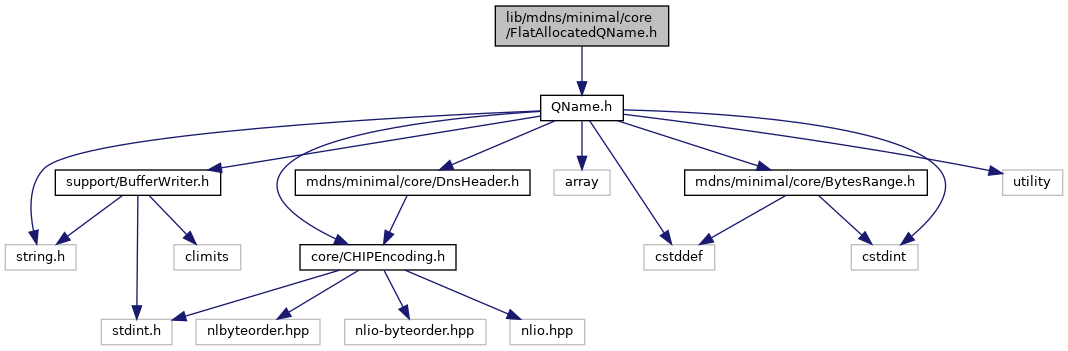 lib/mdns/minimal/core
/FlatAllocatedQName.h
QName.h
support/BufferWriter.h
mdns/minimal/core/DnsHeader.h
array
mdns/minimal/core/BytesRange.h
utility
string.h
climits
core/CHIPEncoding.h
cstddef
cstdint
stdint.h
nlbyteorder.hpp
nlio-byteorder.hpp
nlio.hpp